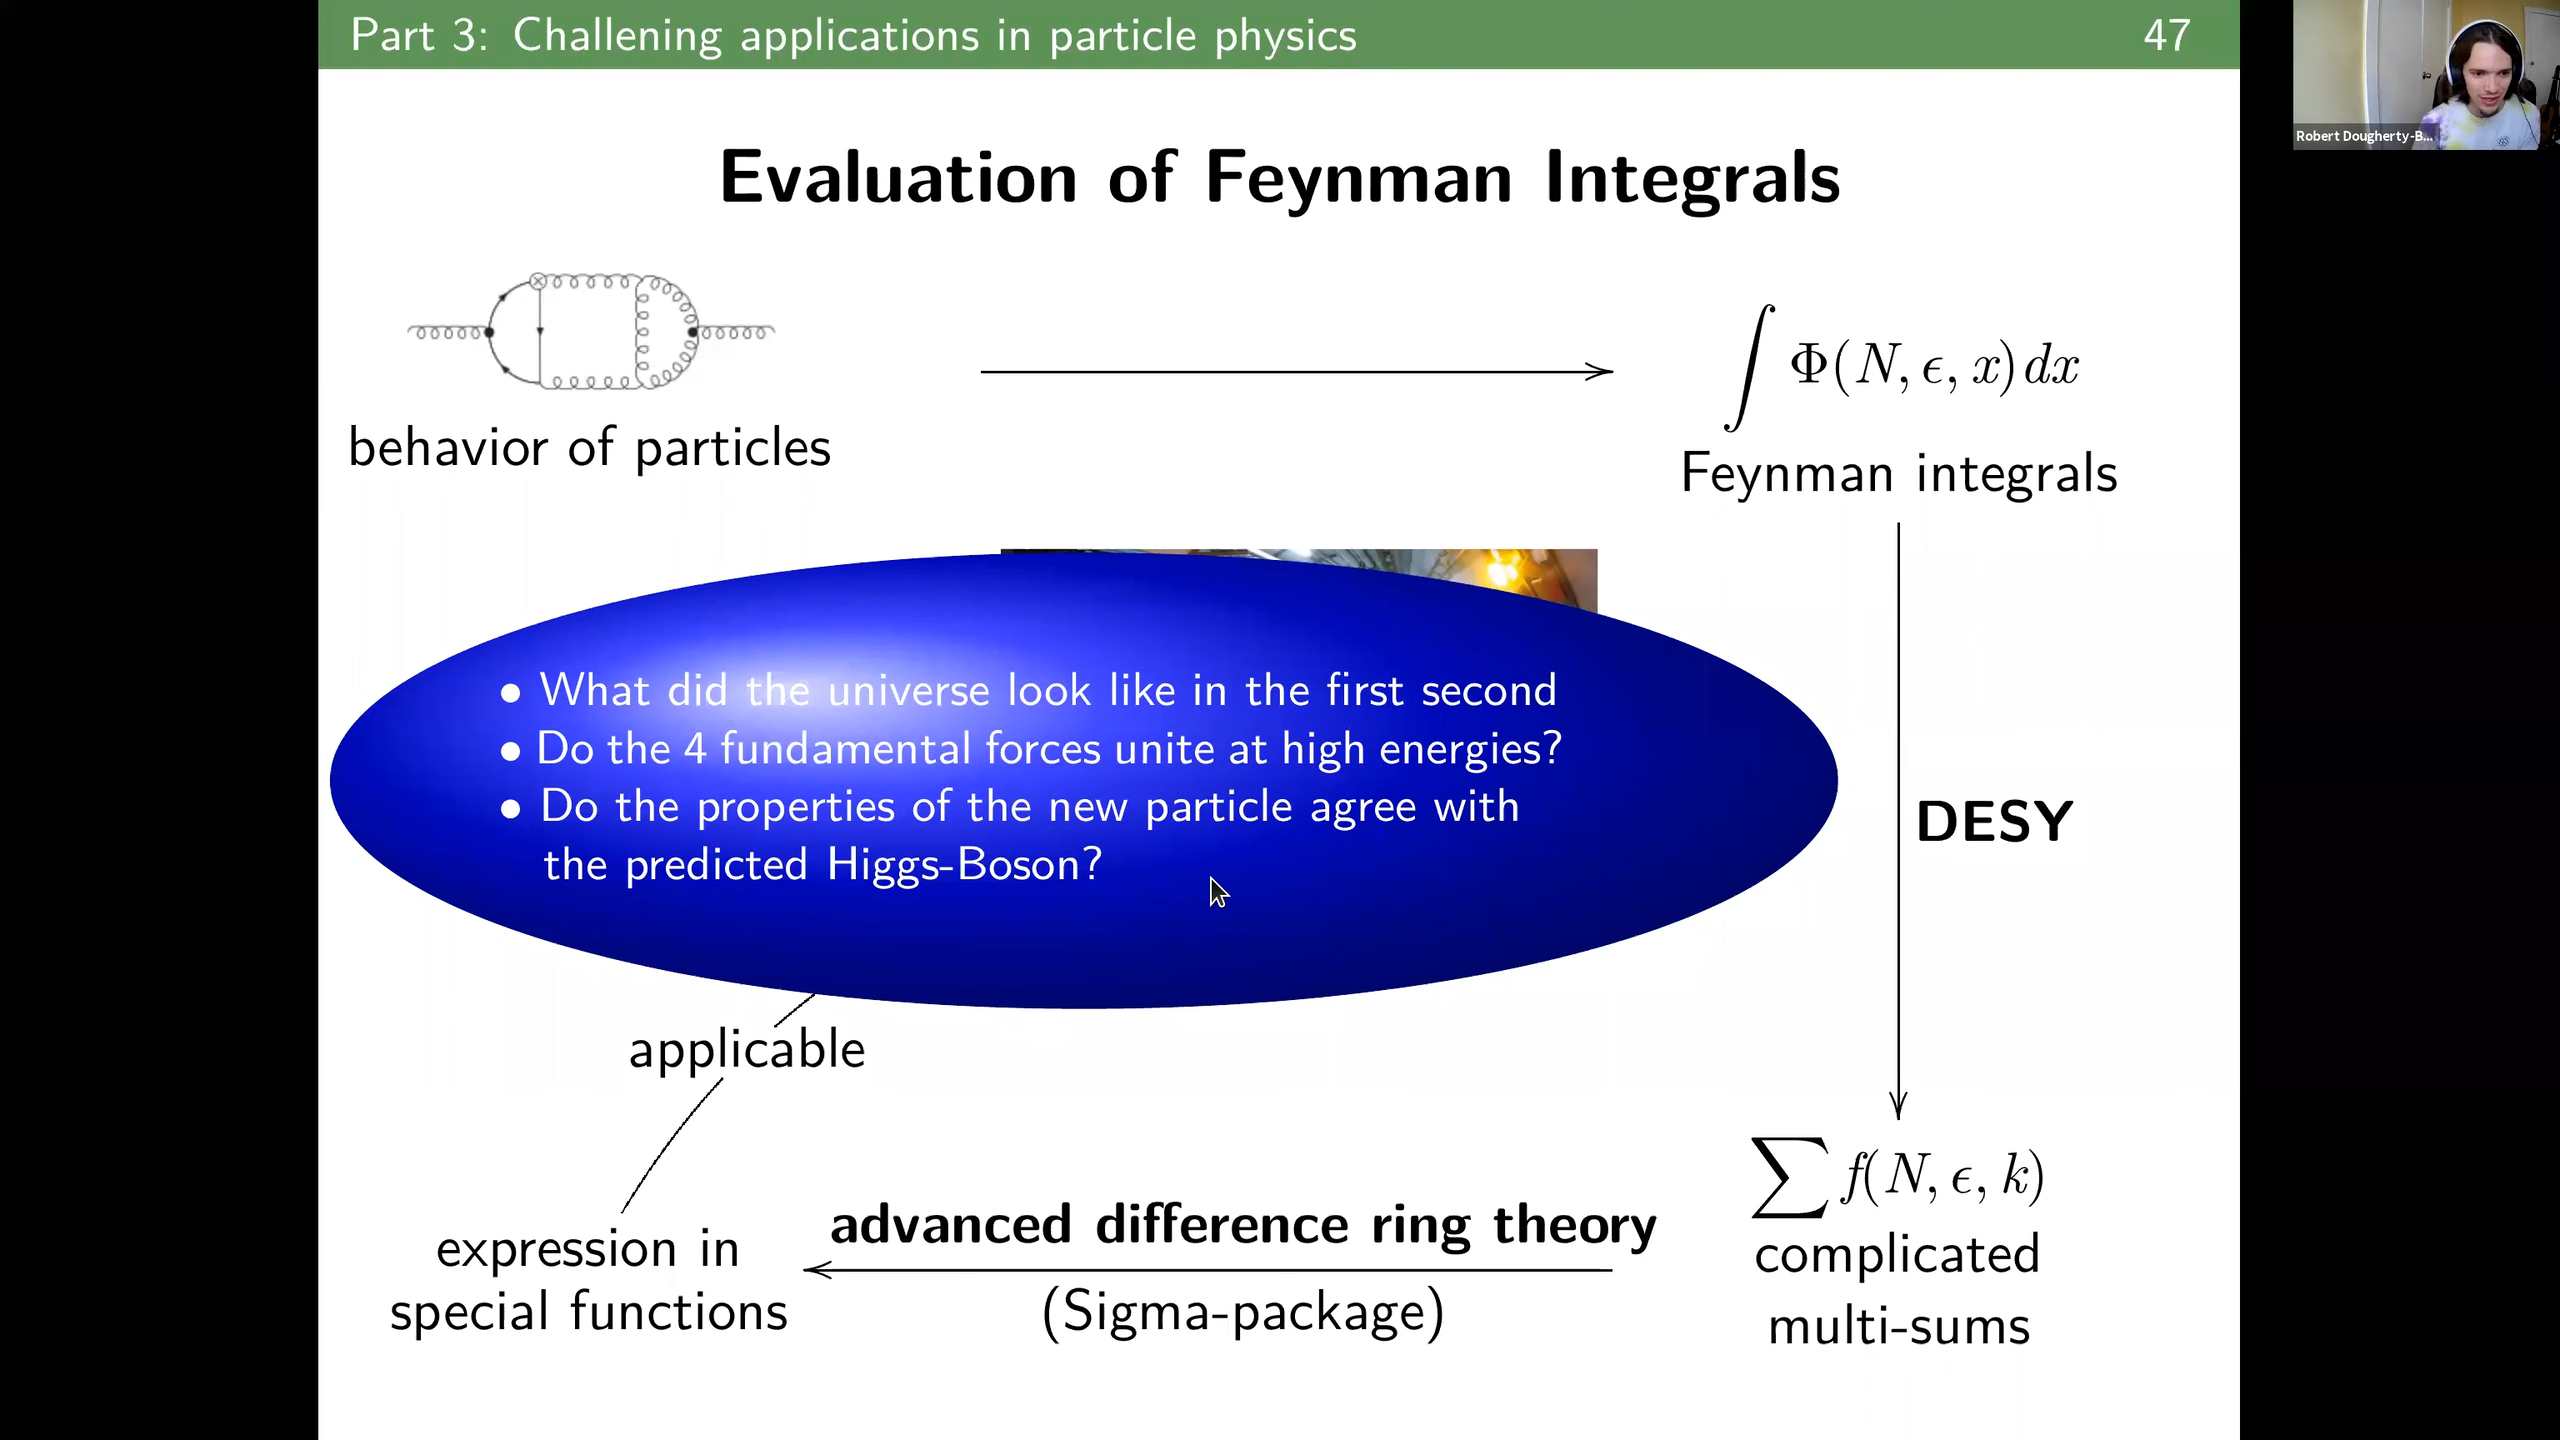 Part 3: Challening applications in particle physics 47
Robert Dougherty-B...
Evaluation of Feynman Integrals
∫ Φ(N, ϵ, x)dx
behavior of particles
Feynman integrals
• What did the universe look like in the first second
• Do the 4 fundamental forces unite at high energies?
• Do the properties of the new particle agree with
the predicted Higgs-Boson?
DESY
applicable
∑ f(N, ϵ, k)
complicated
multi-sums
advanced difference ring theory
(Sigma-package)
expression in
special functions